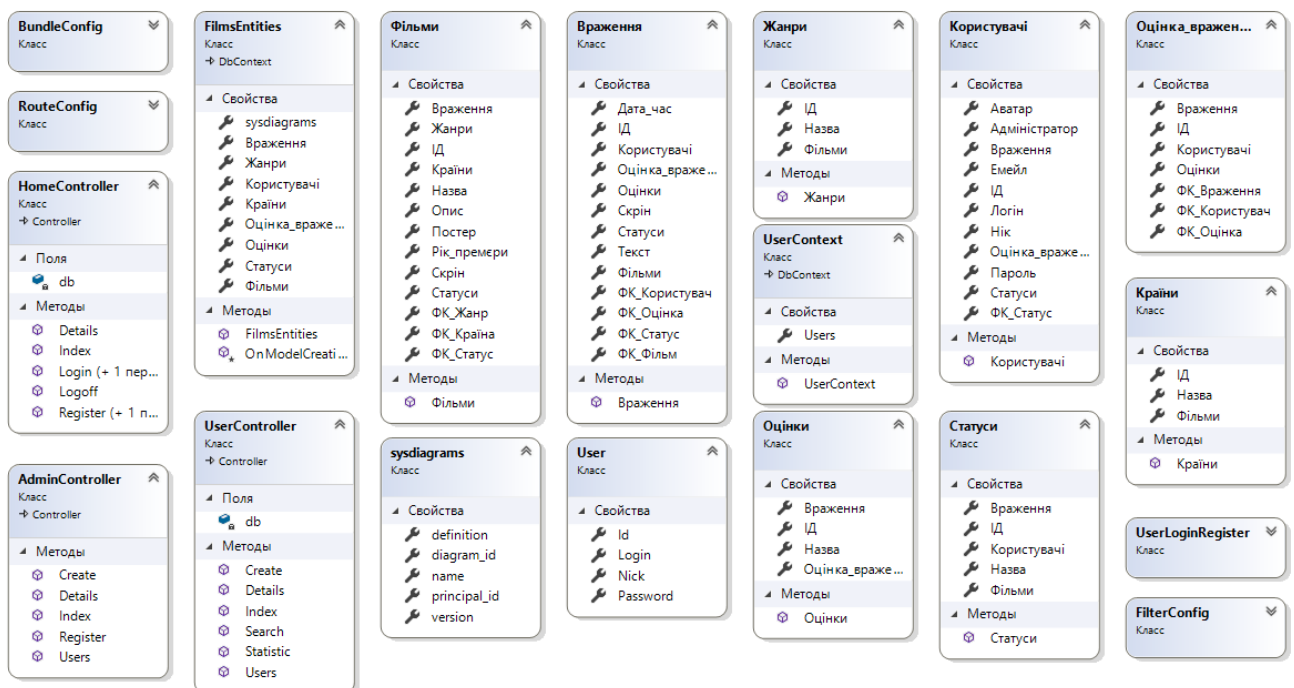 BundleConfig
Класс
RouteConfig
Класс
HomeController
Класс
Controller
Поля
db
Методы
Details
Index
Login (+ 1 пер...
Logoff
Register (+ 1 п...
AdminController
Класс
Controller
Методы
Create
Details
Index
Register
Users
FilmsEntities
Класс
DbContext
Свойства
sysdiagrams
Враження
Жанри
Користувачі
Країни
Оцінка_враже...
Оцінки
Статуси
Фільми
Методы
FilmsEntities
OnModelCreati...
UserController
Класс
Controller
Поля
db
Методы
Create
Details
Index
Search
Statistic
Users
Фільми
Класс
Свойства
Враження
Жанри
ІД
Країни
Назва
Опис
Постер
Рік_премєри
Скрін
Статуси
ФК_Жанр
ФК_Країна
ФК_Статус
Методы
Фільми
sysdiagrams
Класс
Свойства
definition
diagram_id
name
principal_id
version
Враження
Класс
Свойства
Дата_час
ІД
Користувачі
Оцінка_враже...
Оцінки
Скрін
Статуси
Текст
Фільми
ФК_Користувач
ФК_Оцінка
ФК_Статус
ФК_Фільм
Методы
Враження
User
Класс
Свойства
Id
Login
Nick
Password
Жанри
Класс
Свойства
ІД
Назва
Фільми
Методы
Жанри
UserContext
Класс
DbContext
Свойства
Users
Методы
UserContext
Оцінки
Класс
Свойства
Враження
ІД
Назва
Оцінка_враже...
Методы
Оцінки
Користувачі
Класс
Свойства
Аватар
Адміністратор
Враження
Емейл
ІД
Логін
Нік
Оцінка_враже...
Пароль
Статуси
ФК_Статус
Методы
Користувачі
Статуси
Класс
Свойства
Враження
ІД
Користувачі
Назва
Фільми
Методы
Статуси
Оцінка_вражен...
Класс
Свойства
Враження
ІД
Користувачі
Оцінки
ФК_Враження
ФК_Користувач
ФК_Оцінка
Країни
Класс
Свойства
ІД
Назва
Фільми
Методы
Країни
UserLoginRegister
Класс
FilterConfig
Класс